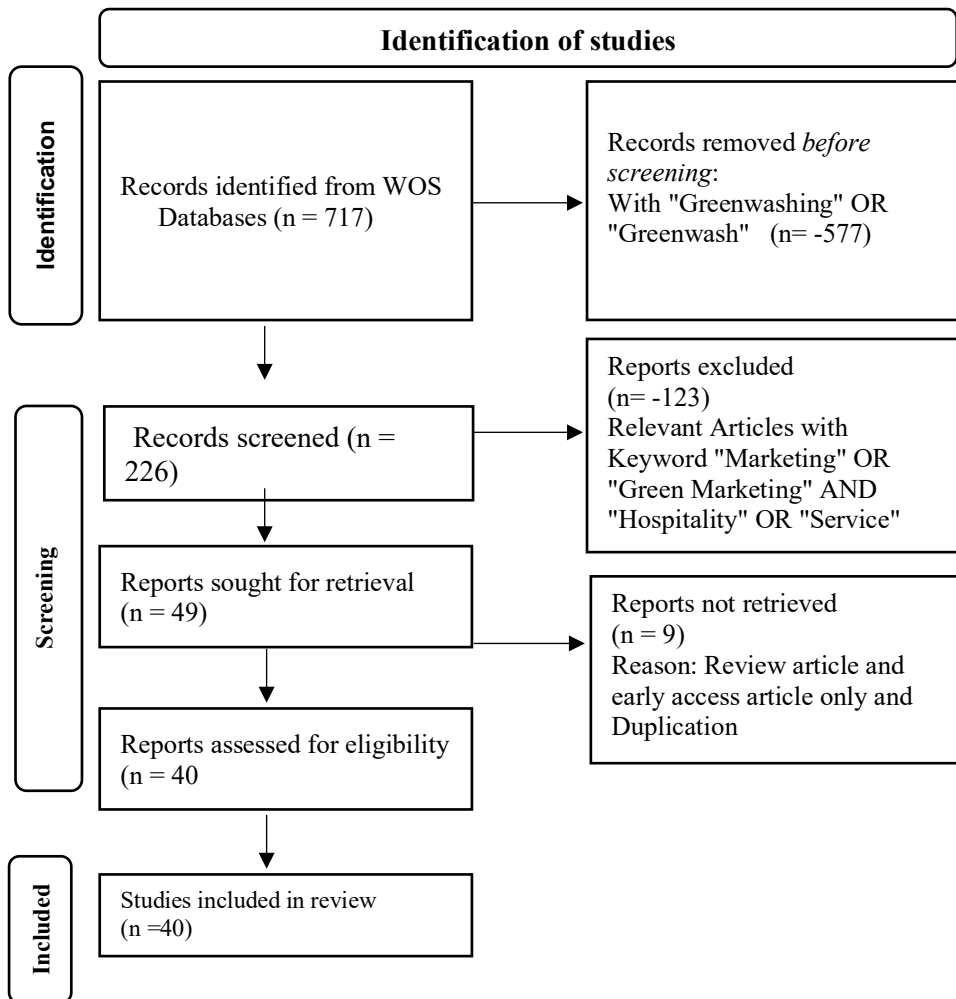 Identification of studies
Identification
Records identified from WOS
Databases (n = 717)
Records removed before
screening:
With "Greenwashing" OR
"Greenwash" (n= -577)
Screening
Records screened (n =
226)
Reports excluded
(n= -123)
Relevant Articles with
Keyword "Marketing" OR
"Green Marketing" AND
"Hospitality" OR "Service"
Reports sought for retrieval
(n = 49)
Reports not retrieved
(n = 9)
Reason: Review article and
early access article only and
Duplication
Reports assessed for eligibility
(n = 40
Included
Studies included in review
(n =40)